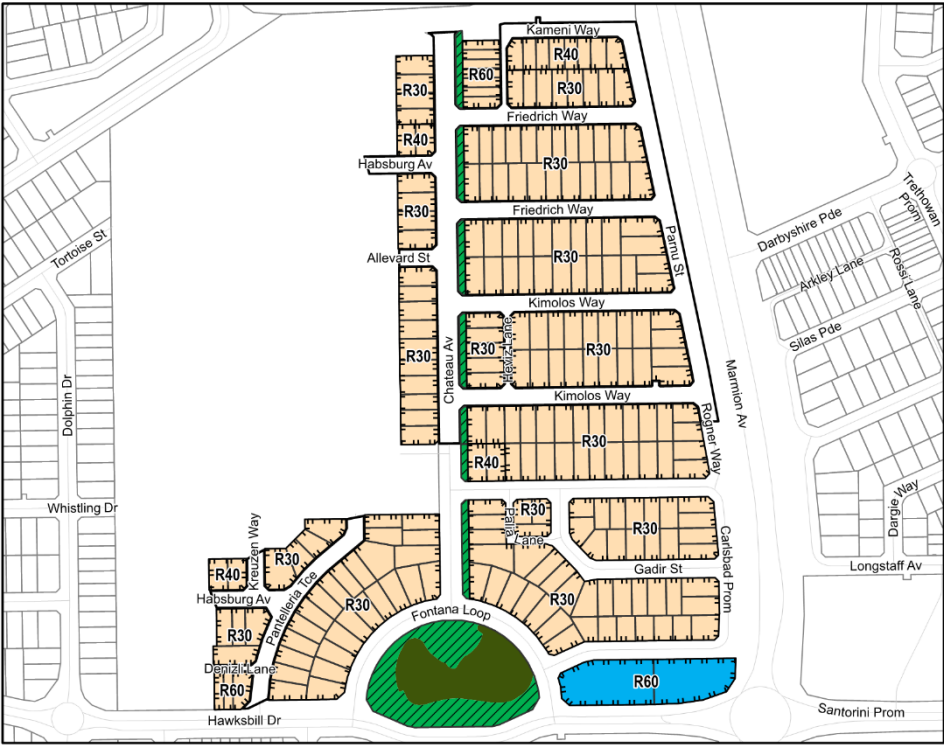 Kameni Way
R40
R60
R30
R30
Friedrich Way
R40
R30
Habsburg Av
Trethowan
Prom
R30
Friedrich Way
Darbyshire Pde
Tortoise St
Parnu St
Rossi Lane
Allevard St
R30
Arkley Lane
Kimolos Way
Silas Pde
R30
Heviz Lane
R30
R30
Chateau Av
Marmion Av
Dolphin Dr
Kimolos Way
Rogner Way
R30
R40
Dargie Way
Whistling Dr
R30
Palia
Lane
R30
Kreuzen Way
R30
Carlsbad Prom
Longstaff Av
Gadir St
R40
Pantelleria Tce
Habsburg Av
R30
R30
Fontana Loop
R30
Denizli Lane
R60
R60
Hawksbill Dr
Santorini Prom